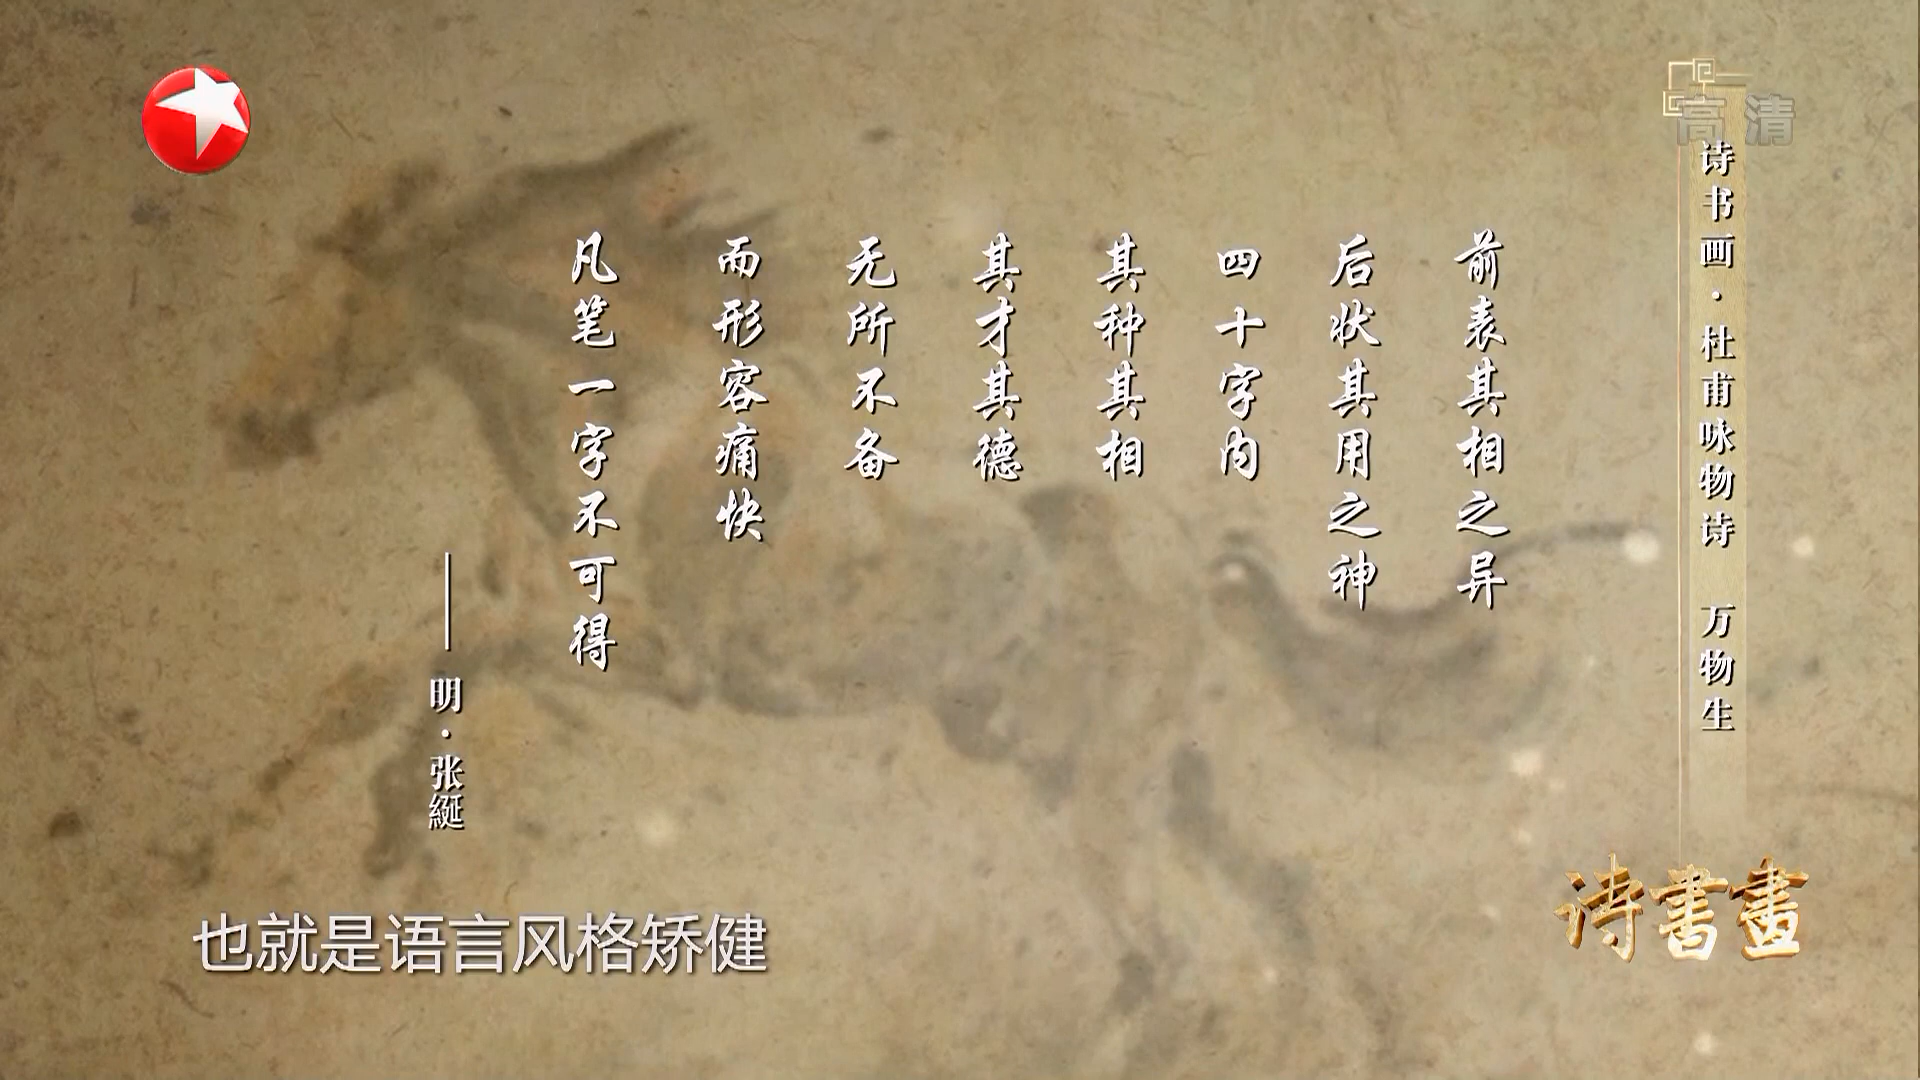 高清
诗书画·杜甫咏物诗 万物生
前表其相之异
后状其用之神
四十字内
其种其相
其才其德
无所不备
而形容痛快
凡笔一字不可得
——明·张綖
也就是语言风格矫健
诗書畫